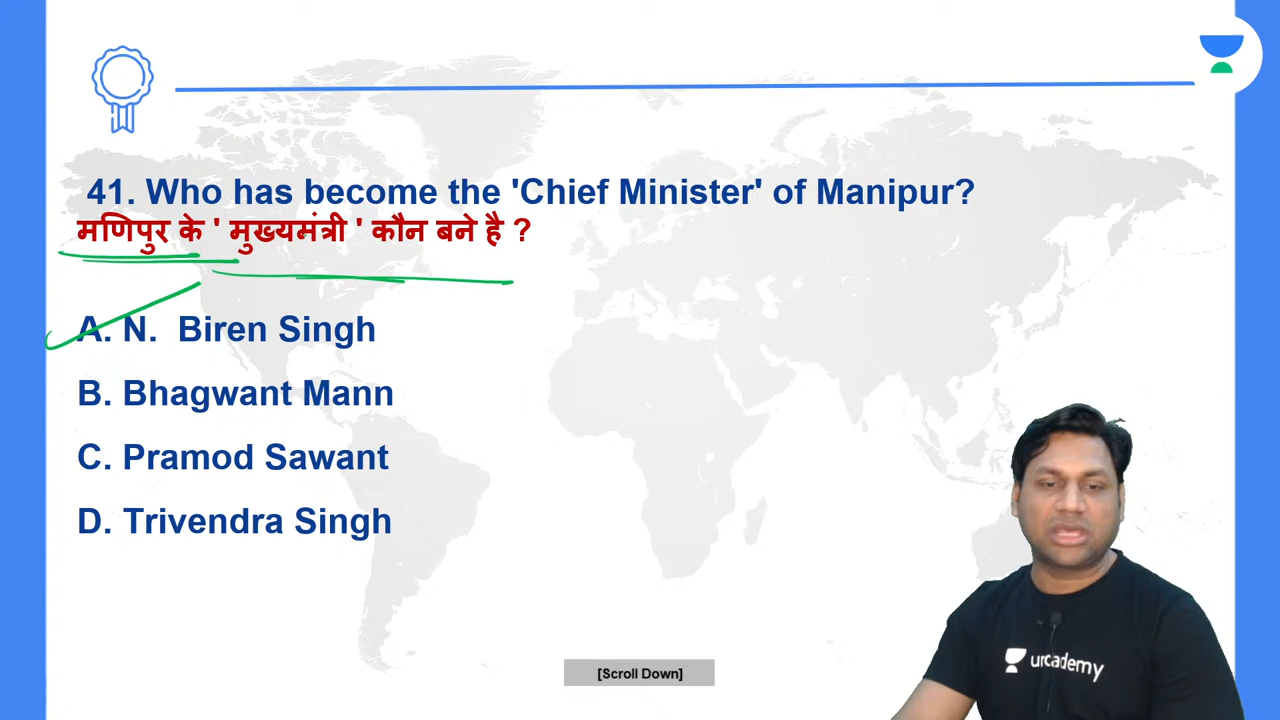 41. Who has become the 'Chief Minister' of Manipur?
मणिपुर के ' मुख्यमंत्री ' कौन बने है ?
A. N. Biren Singh
B. Bhagwant Mann
C. Pramod Sawant
D. Trivendra Singh
urcademy
[Scroll Down]